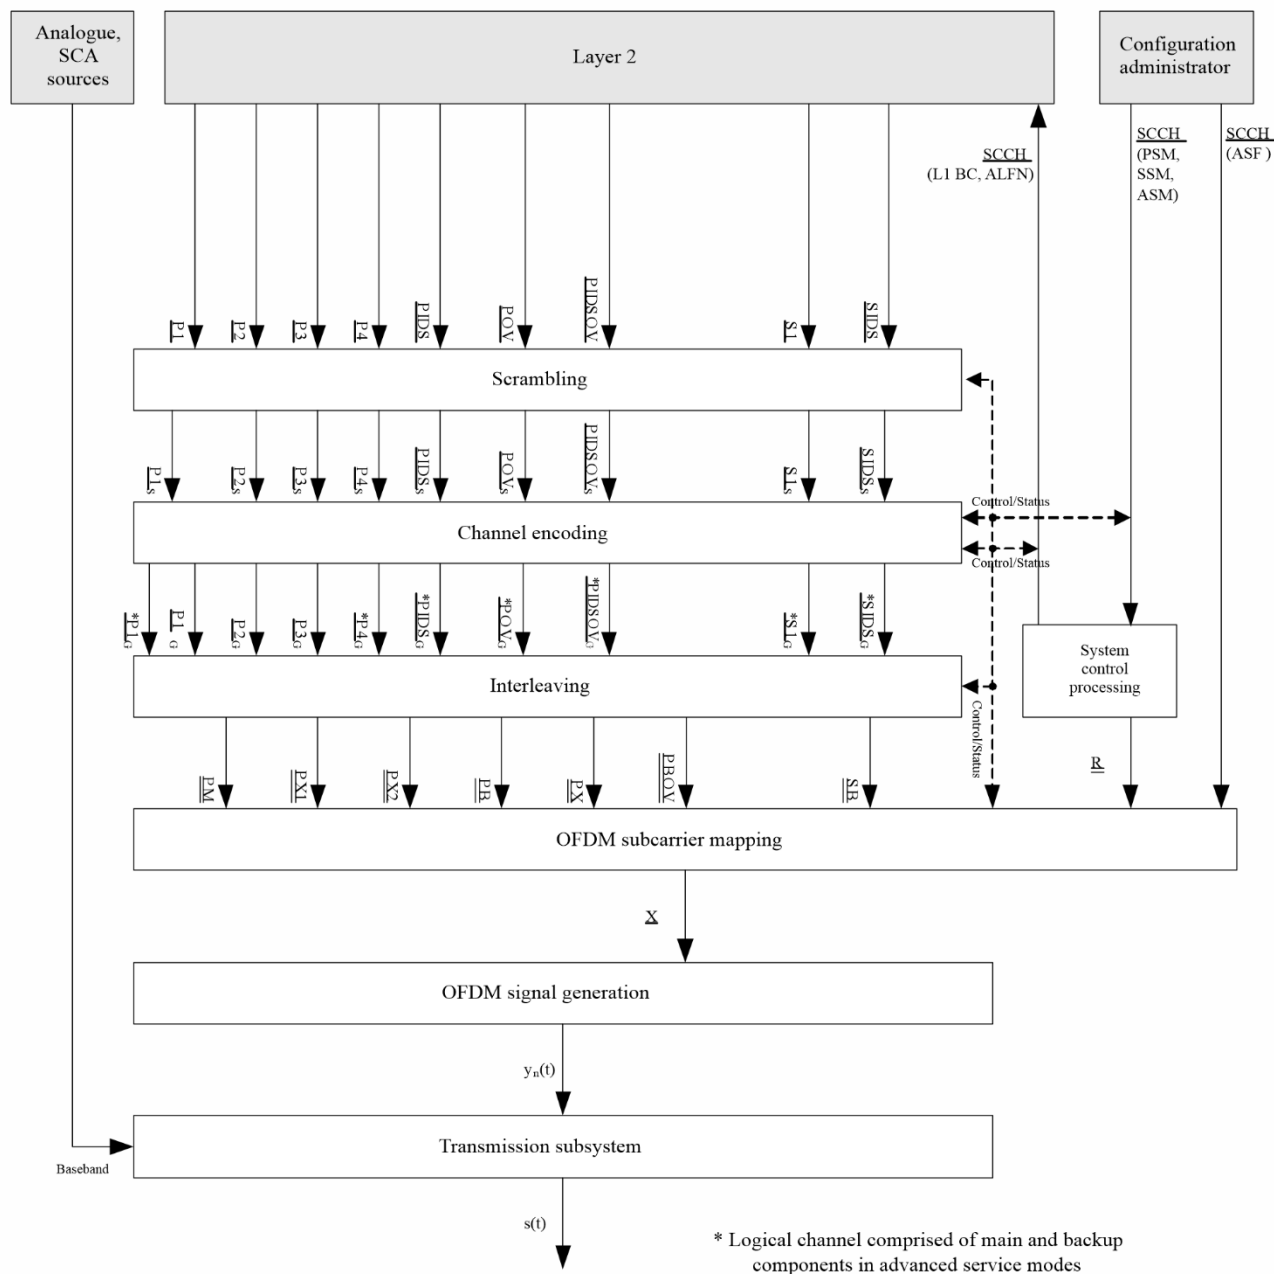 Analogue,
SCA
sources
Layer 2
Configuration
administrator
SCCH
(L1 BC, ALFN)
SCCH
(PSM,
SSM,
ASM)
SCCH
(ASF )
P1
P2
P3
P4
PIDS
POV
PIDSOV
S1
SIDS
Scrambling
P1s
P2s
P3s
P4s
PIDSs
POVs
PIDSOVs
S1s
SIDSs
Control/Status
Channel encoding
Control/Status
*P1G
P1G
P2G
P3G
*P4G
*PIDSG
*POVG
*PIDSOVG
*S1G
*SIDSG
System
control
processing
Interleaving
Control/Status
PM
PX1
PX2
PB
PX
PBOV
SB
R
OFDM subcarrier mapping
X
OFDM signal generation
yn(t)
Transmission subsystem
Baseband
s(t)
* Logical channel comprised of main and backup
components in advanced service modes